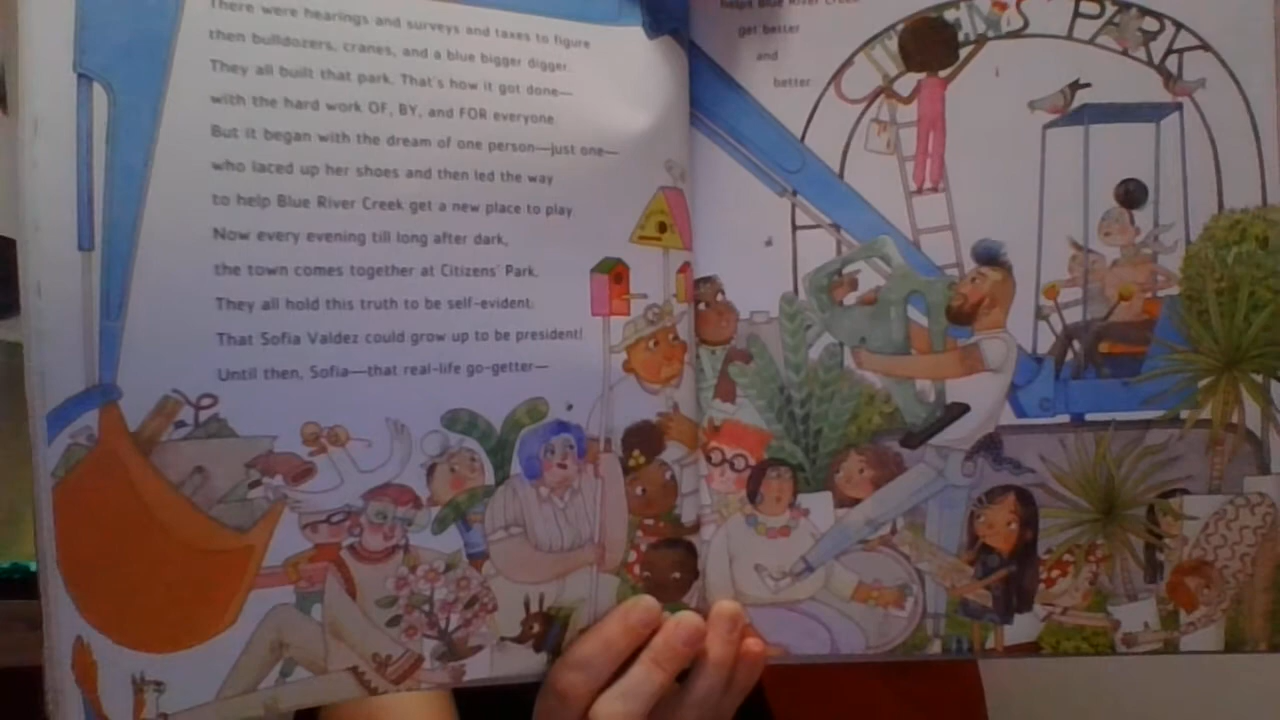 There were hearings and surveys and taxes to figure
then bulldozers, cranes, and a blue bigger digger.
They all built that park. That's how it got done—
with the hard work OF, BY, and FOR everyone.
But it began with the dream of one person—just one—
who laced up her shoes and then led the way
to help Blue River Creek get a new place to play.
Now every evening till long after dark,
the town comes together at Citizens' Park.
They all hold this truth to be self-evident:
That Sofia Valdez could grow up to be president!
Until then, Sofia—that real-life go-getter—
helps Blue River Creek
get better
and
better
PARK